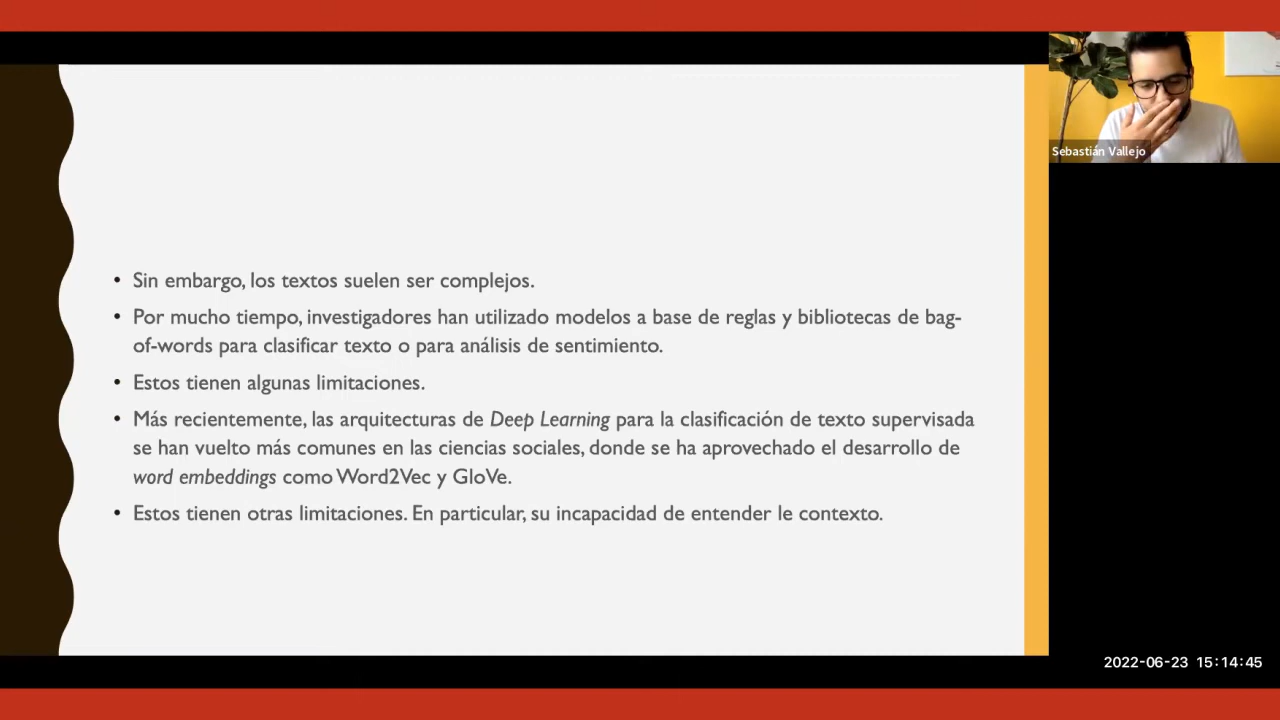 Sebastián Vallejo
• Sin embargo, los textos suelen ser complejos.
• Por mucho tiempo, investigadores han utilizado modelos a base de reglas y bibliotecas de bag-
of-words para clasificar texto o para análisis de sentimiento.
• Estos tienen algunas limitaciones.
• Más recientemente, las arquitecturas de Deep Learning para la clasificación de texto supervisada
se han vuelto más comunes en las ciencias sociales, donde se ha aprovechado el desarrollo de
word embeddings como Word2Vec y GloVe.
• Estos tienen otras limitaciones. En particular, su incapacidad de entender le contexto.
2022-06-23 15:14:45